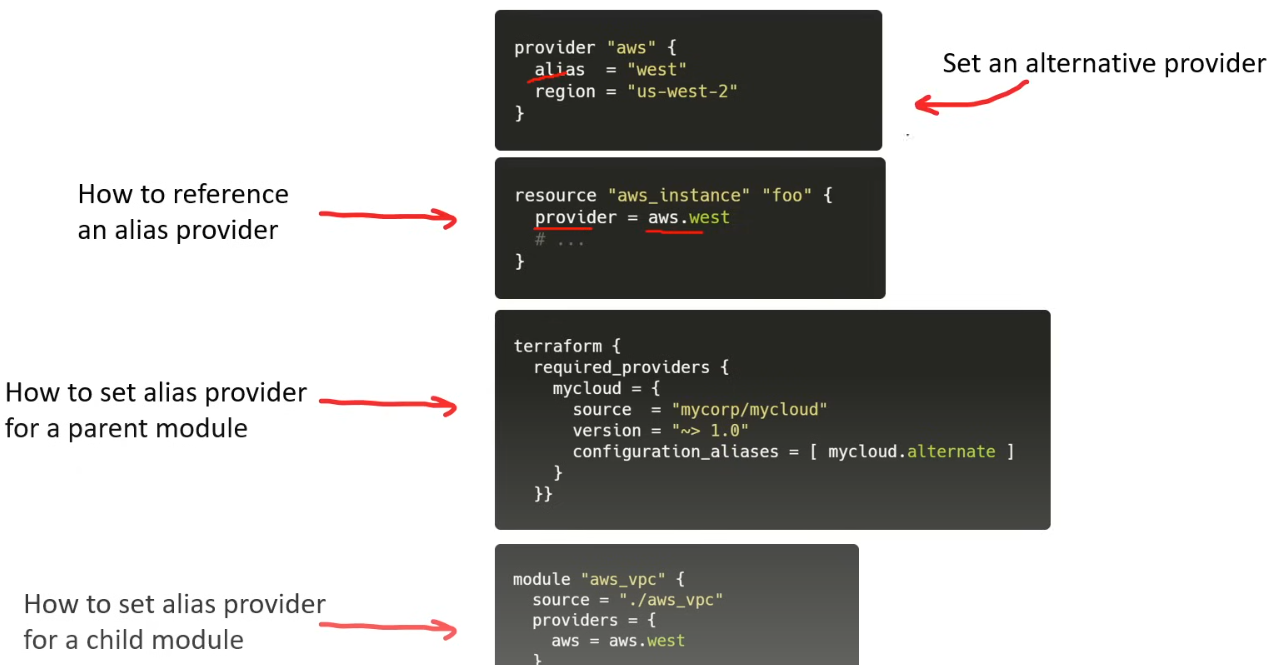 provider "aws" {
  alias  = "west"
  region = "us-west-2"
}
Set an alternative provider
How to reference
an alias provider
resource "aws_instance" "foo" {
  provider = aws.west
  # ...
}
How to set alias provider
for a parent module
terraform {
  required_providers {
    mycloud = {
      source  = "mycorp/mycloud"
      version = "~> 1.0"
      configuration_aliases = [ mycloud.alternate ]
    }
  }}
How to set alias provider
for a child module
module "aws_vpc" {
  source = "./aws_vpc"
  providers = {
    aws = aws.west
  }